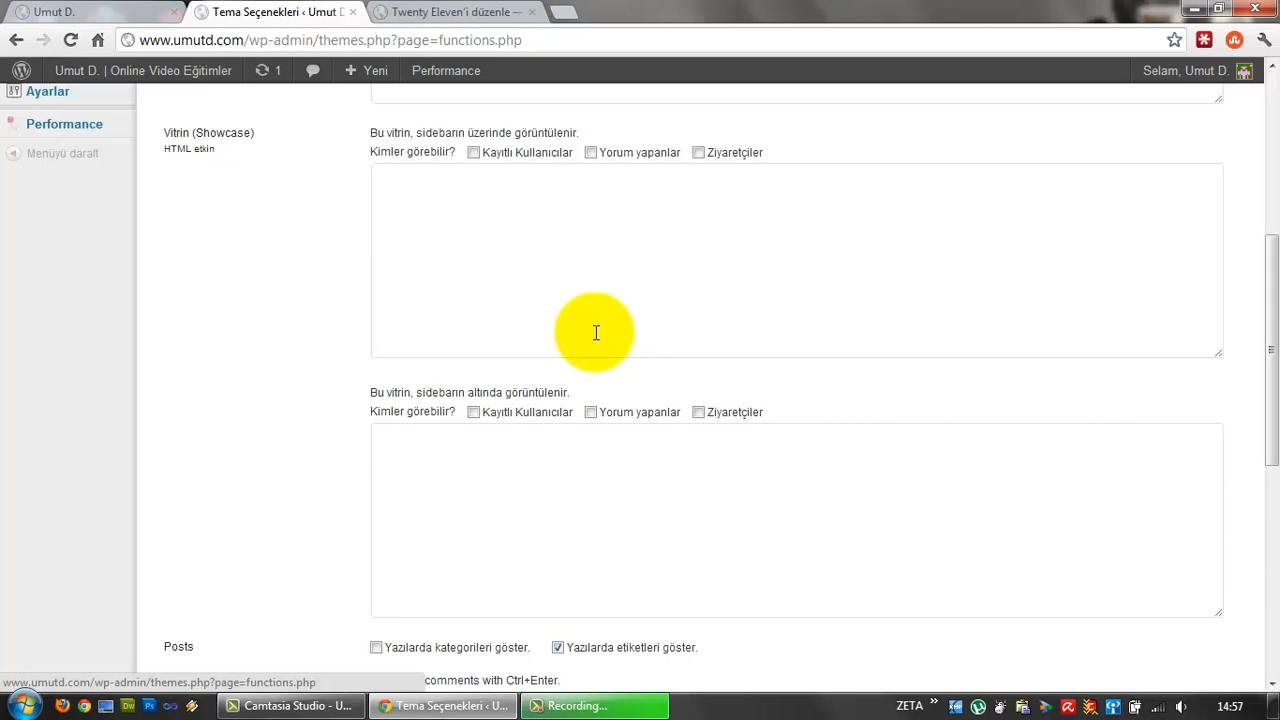 Umut D.
Tema Seçenekleri ‹ Umut D
Twenty Eleven'i düzenle —
www.umutd.com/wp-admin/themes.php?page=functions.php
Umut D. | Online Video Eğitimler
1
Yeni
Performance
Selam, Umut D.
Ayarlar
Performance
Menüyü daralt
Vitrin (Showcase)
HTML etkin
Bu vitrin, sidebarın üzerinde görüntülenir.
Kimler görebilir? Kayıtlı Kullanıcılar Yorum yapanlar Ziyaretçiler
Bu vitrin, sidebarın altında görüntülenir.
Kimler görebilir? Kayıtlı Kullanıcılar Yorum yapanlar Ziyaretçiler
Posts
Yazılarda kategorileri göster. Yazılarda etiketleri göster.
comments with Ctrl+Enter.
www.umutd.com/wp-admin/themes.php?page=functions.php
Camtasia Studio - U...
Tema Seçenekleri ‹ U...
Recording...
ZETA
14:57